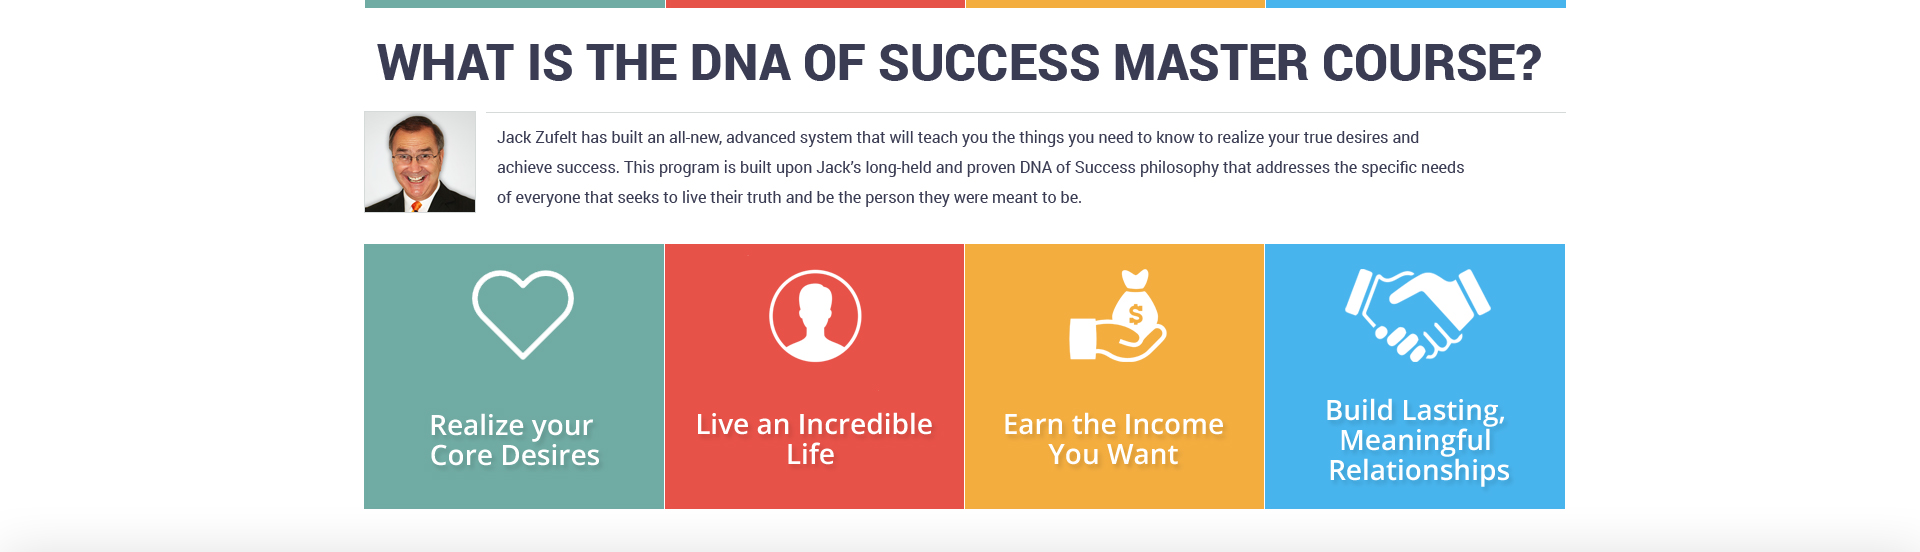 WHAT IS THE DNA OF SUCCESS MASTER COURSE?
Jack Zufelt has built an all-new, advanced system that will teach you the things you need to know to realize your true desires and
achieve success. This program is built upon Jack’s long-held and proven DNA of Success philosophy that addresses the specific needs
of everyone that seeks to live their truth and be the person they were meant to be.
Realize your
Core Desires
Live an Incredible
Life
$
Earn the Income
You Want
Build Lasting,
Meaningful
Relationships